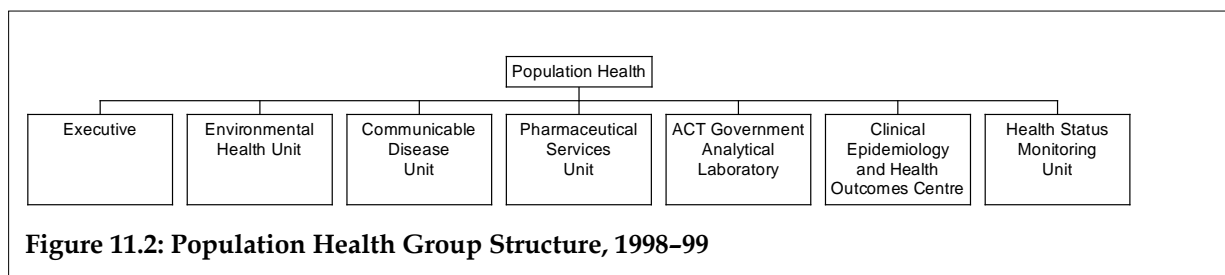 Population Health
Executive
Environmental
Health Unit
Communicable
Disease
Unit
Pharmaceutical
Services
Unit
ACT Government
Analytical
Laboratory
Clinical
Epidemiology
and Health
Outcomes Centre
Health Status
Monitoring
Unit
Figure 11.2: Population Health Group Structure, 1998–99